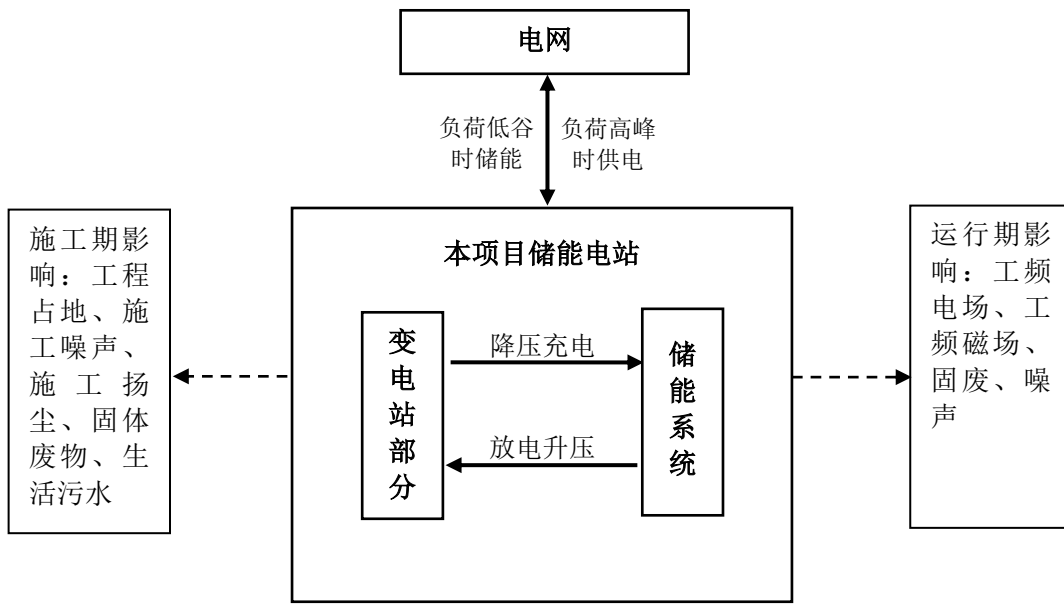 电网
负荷低谷
时储能
负荷高峰
时供电
施工期影
响：工程
占地、施
工噪声、
施工扬
尘、固体
废物、生
活污水
本项目储能电站
变电站部分
降压充电
放电升压
储能系统
运行期影
响：工频
电场、工
频磁场、
固废、噪
声